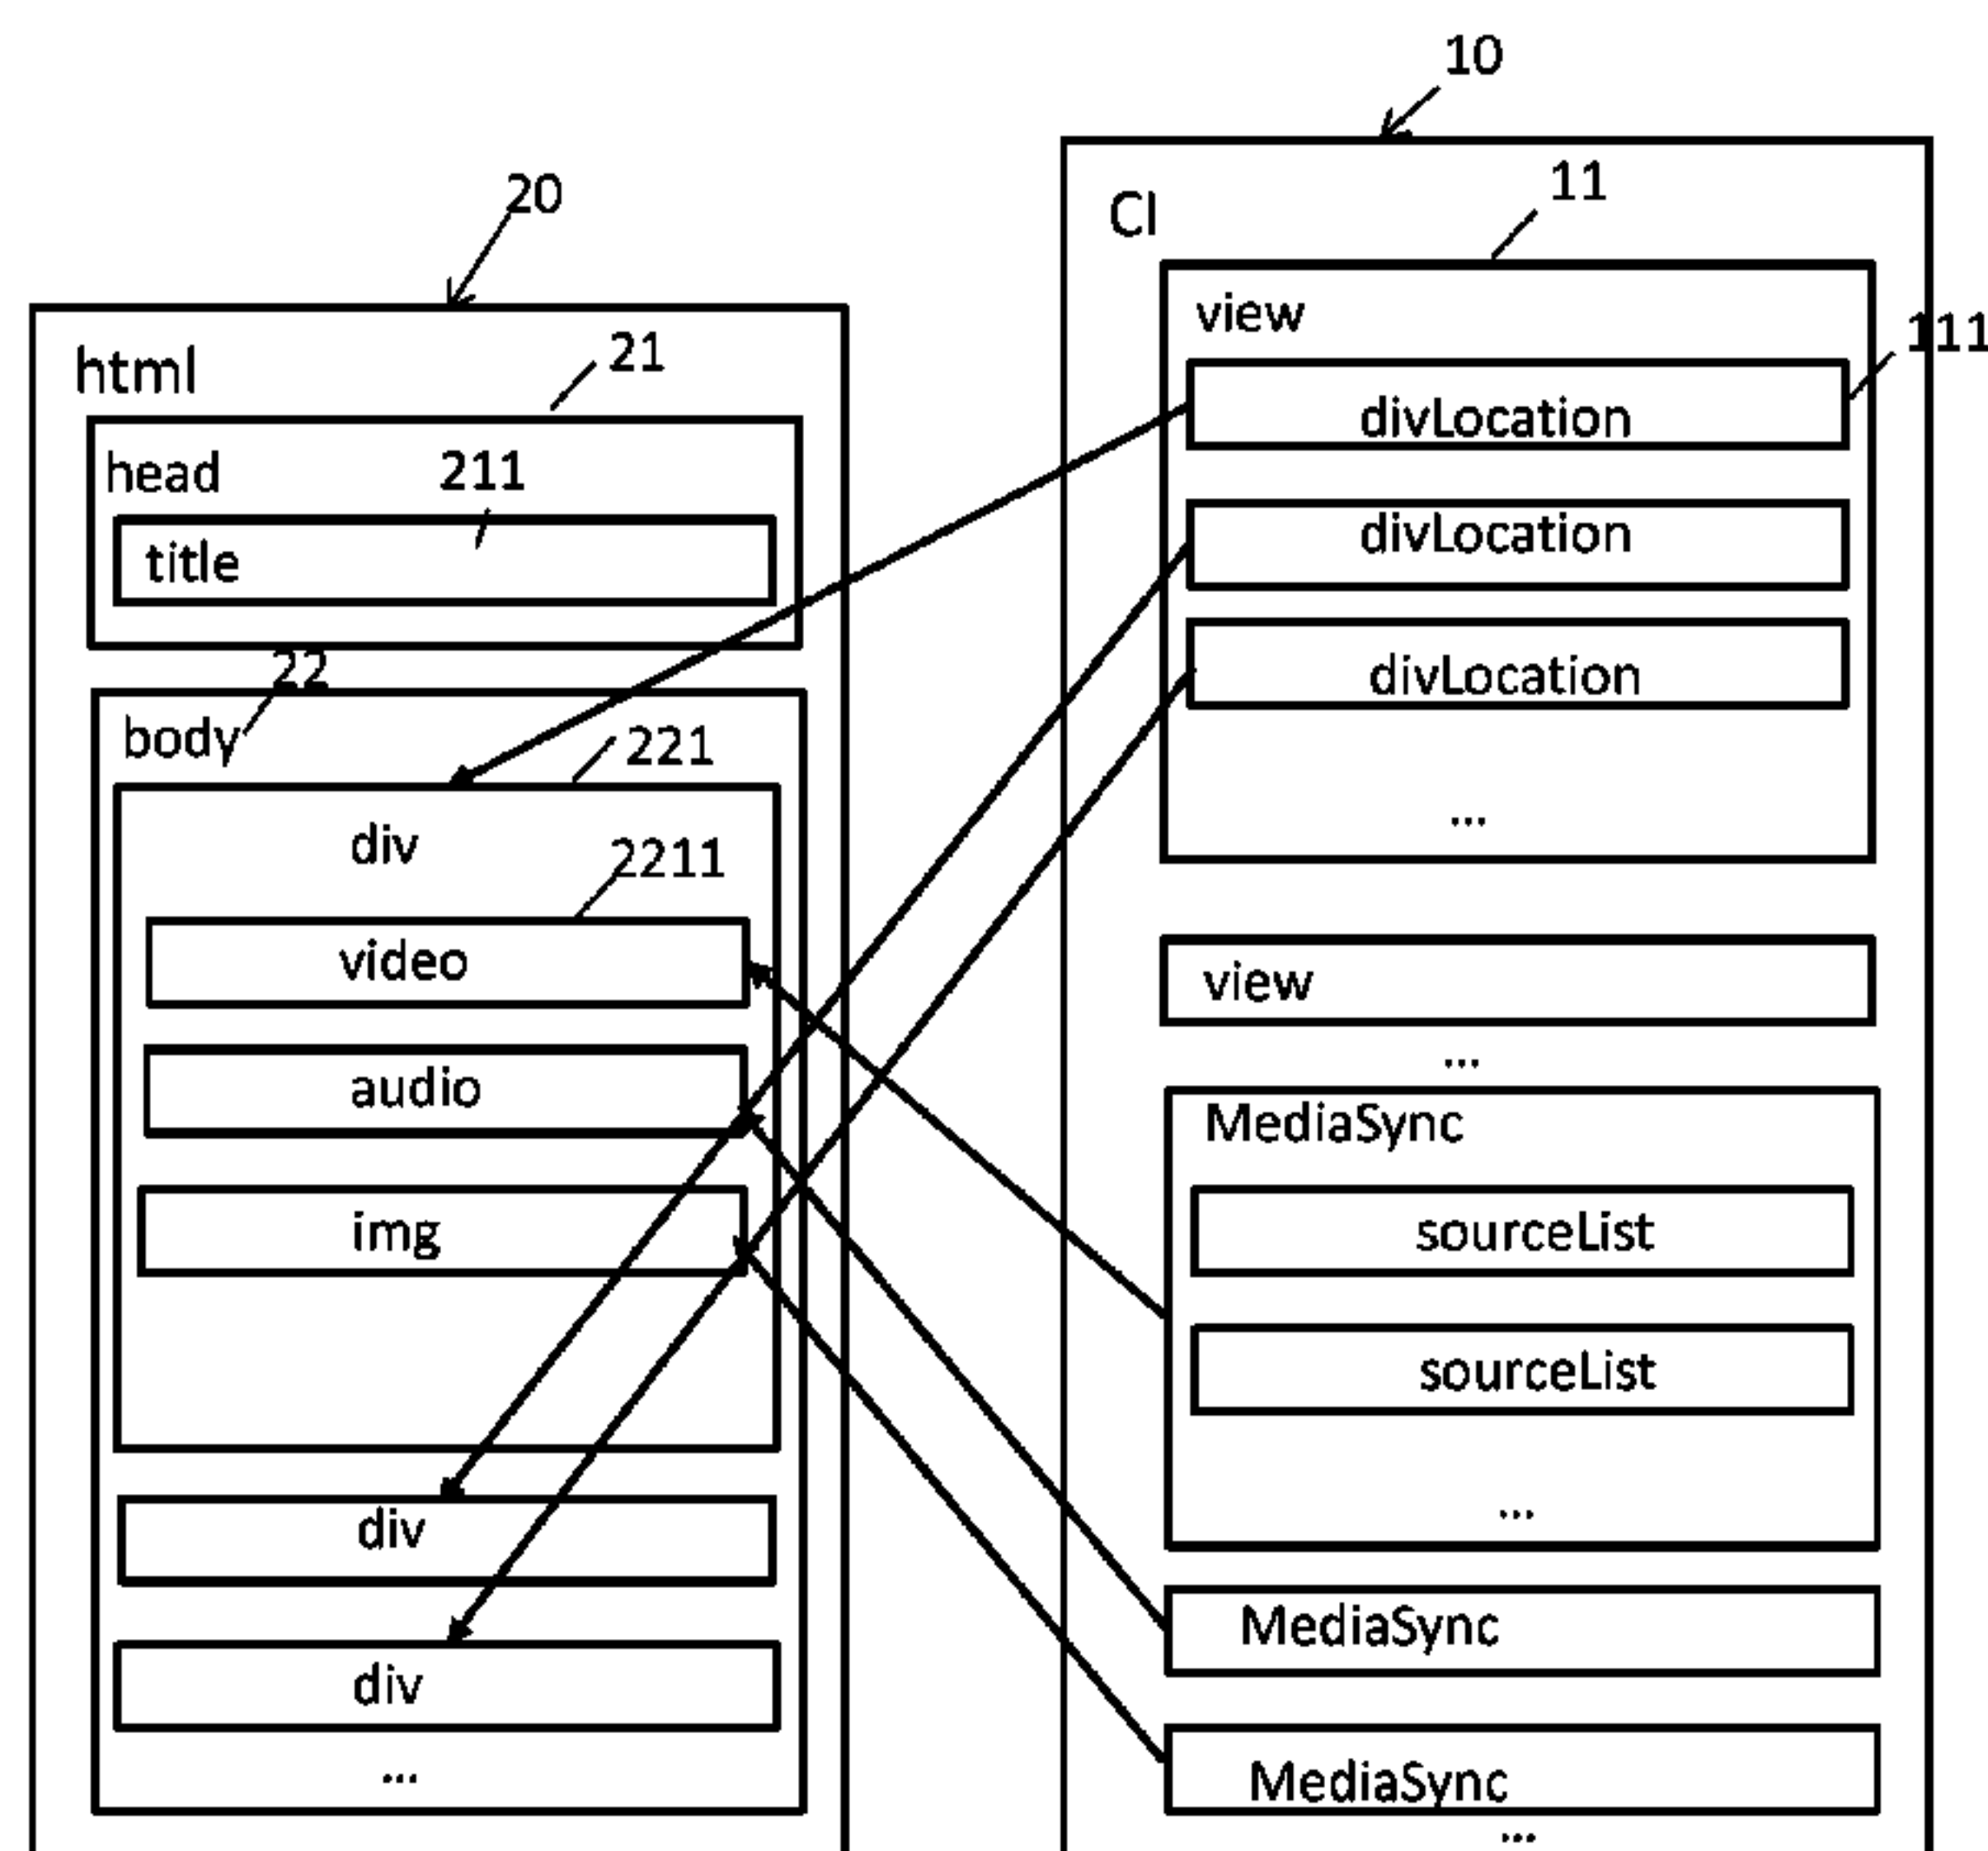 20
html
21
head
211
title
22
body
221
div
2211
video
audio
img
div
div
...
10
CI
11
view
111
divLocation
divLocation
divLocation
...
view
...
MediaSync
sourceList
sourceList
...
MediaSync
MediaSync
...